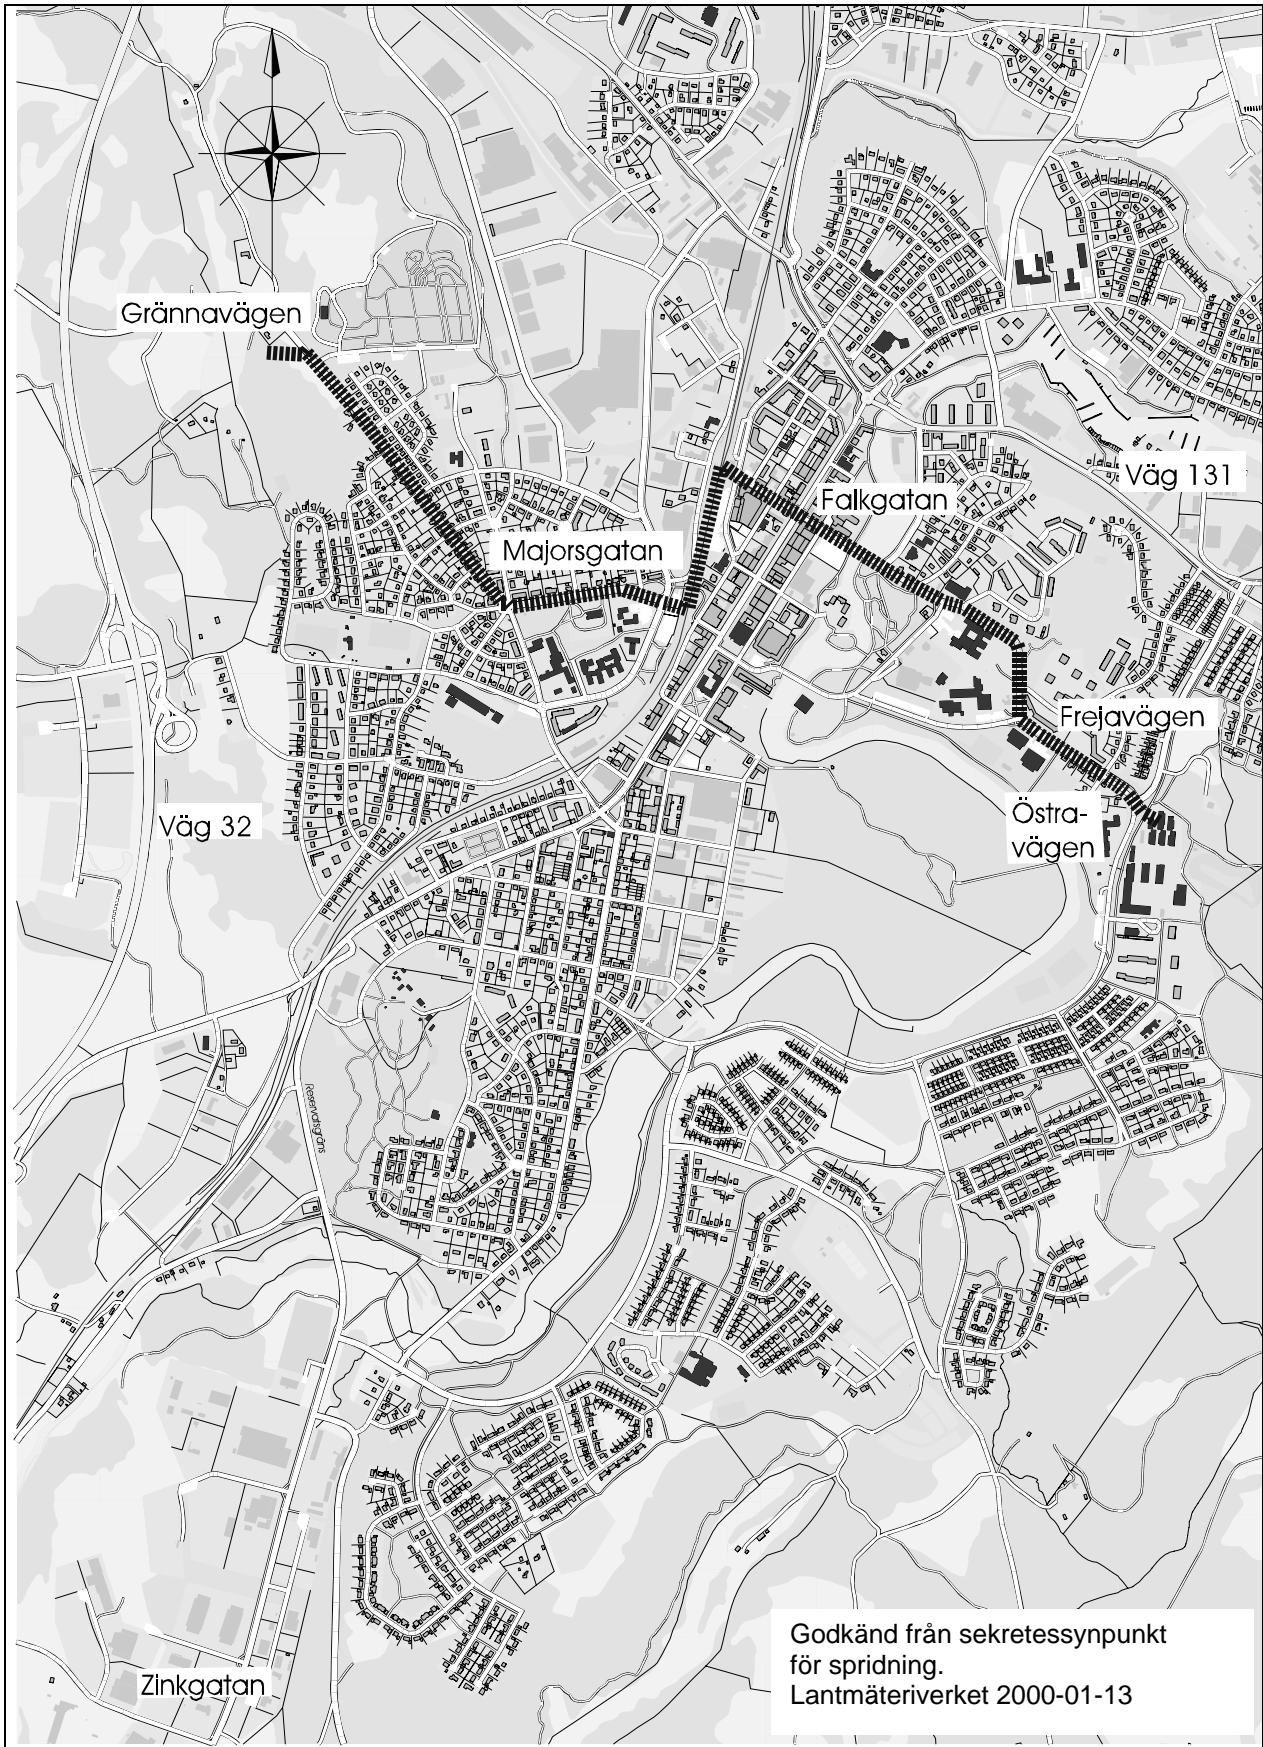 Grännavägen
Väg 131
Falkgatan
Majorsgatan
Frejavägen
Östra-
vägen
Väg 32
Reservatsgräns
Zinkgatan
Godkänd från sekretessynpunkt
för spridning.
Lantmäteriverket 2000-01-13